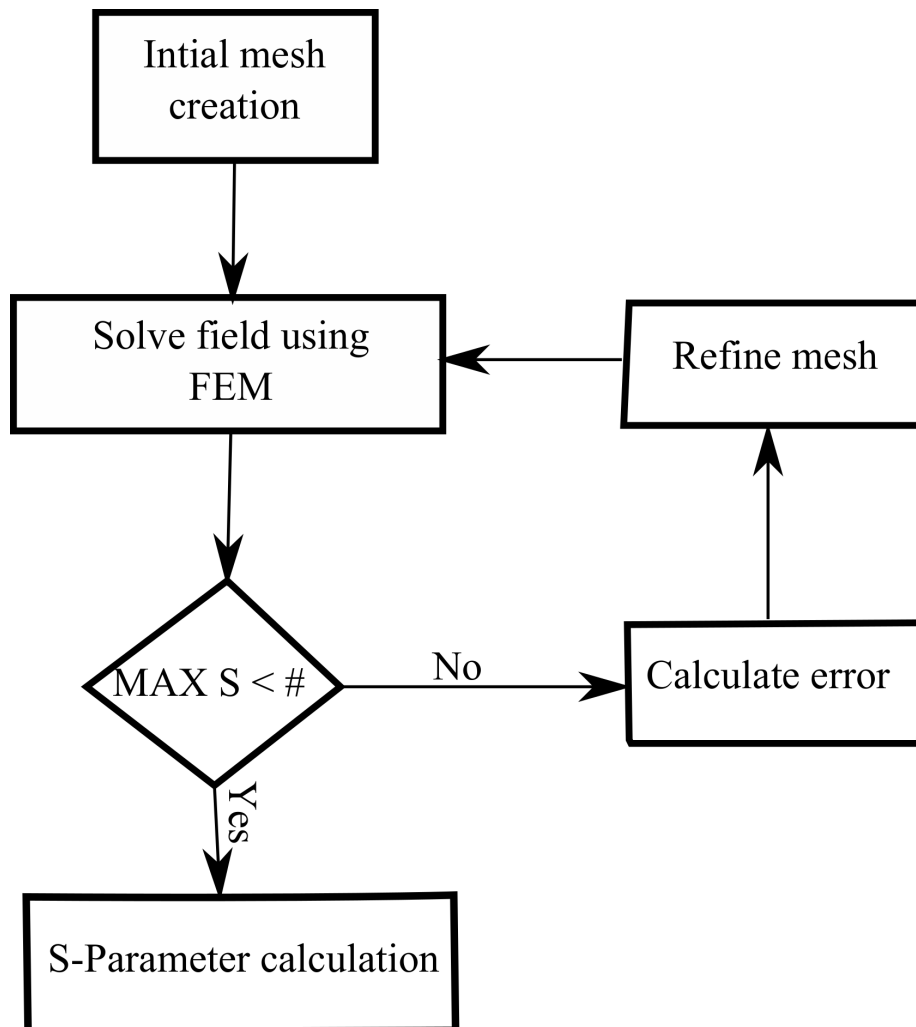 Intial mesh
creation
Solve field using
FEM
Refine mesh
MAX S < #
No
Calculate error
Yes
S-Parameter calculation